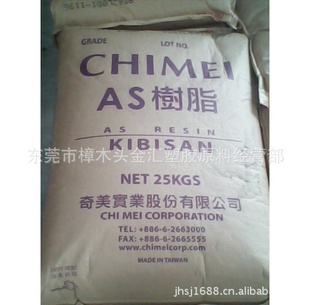 GRADE LOT NO.
CHIMEI
AS樹脂
AS RESIN
东莞市樟木头金汇塑胶原料经营部
KIBISAN
NET 25KGS
奇美實業股份有限公司
CHI MEI CORPORATION
TEL: +886-6-2663000
FAX: +886-6-2665555
www.chimeicorp.com
MADE IN TAIWAN
jhsj1688.1688.com